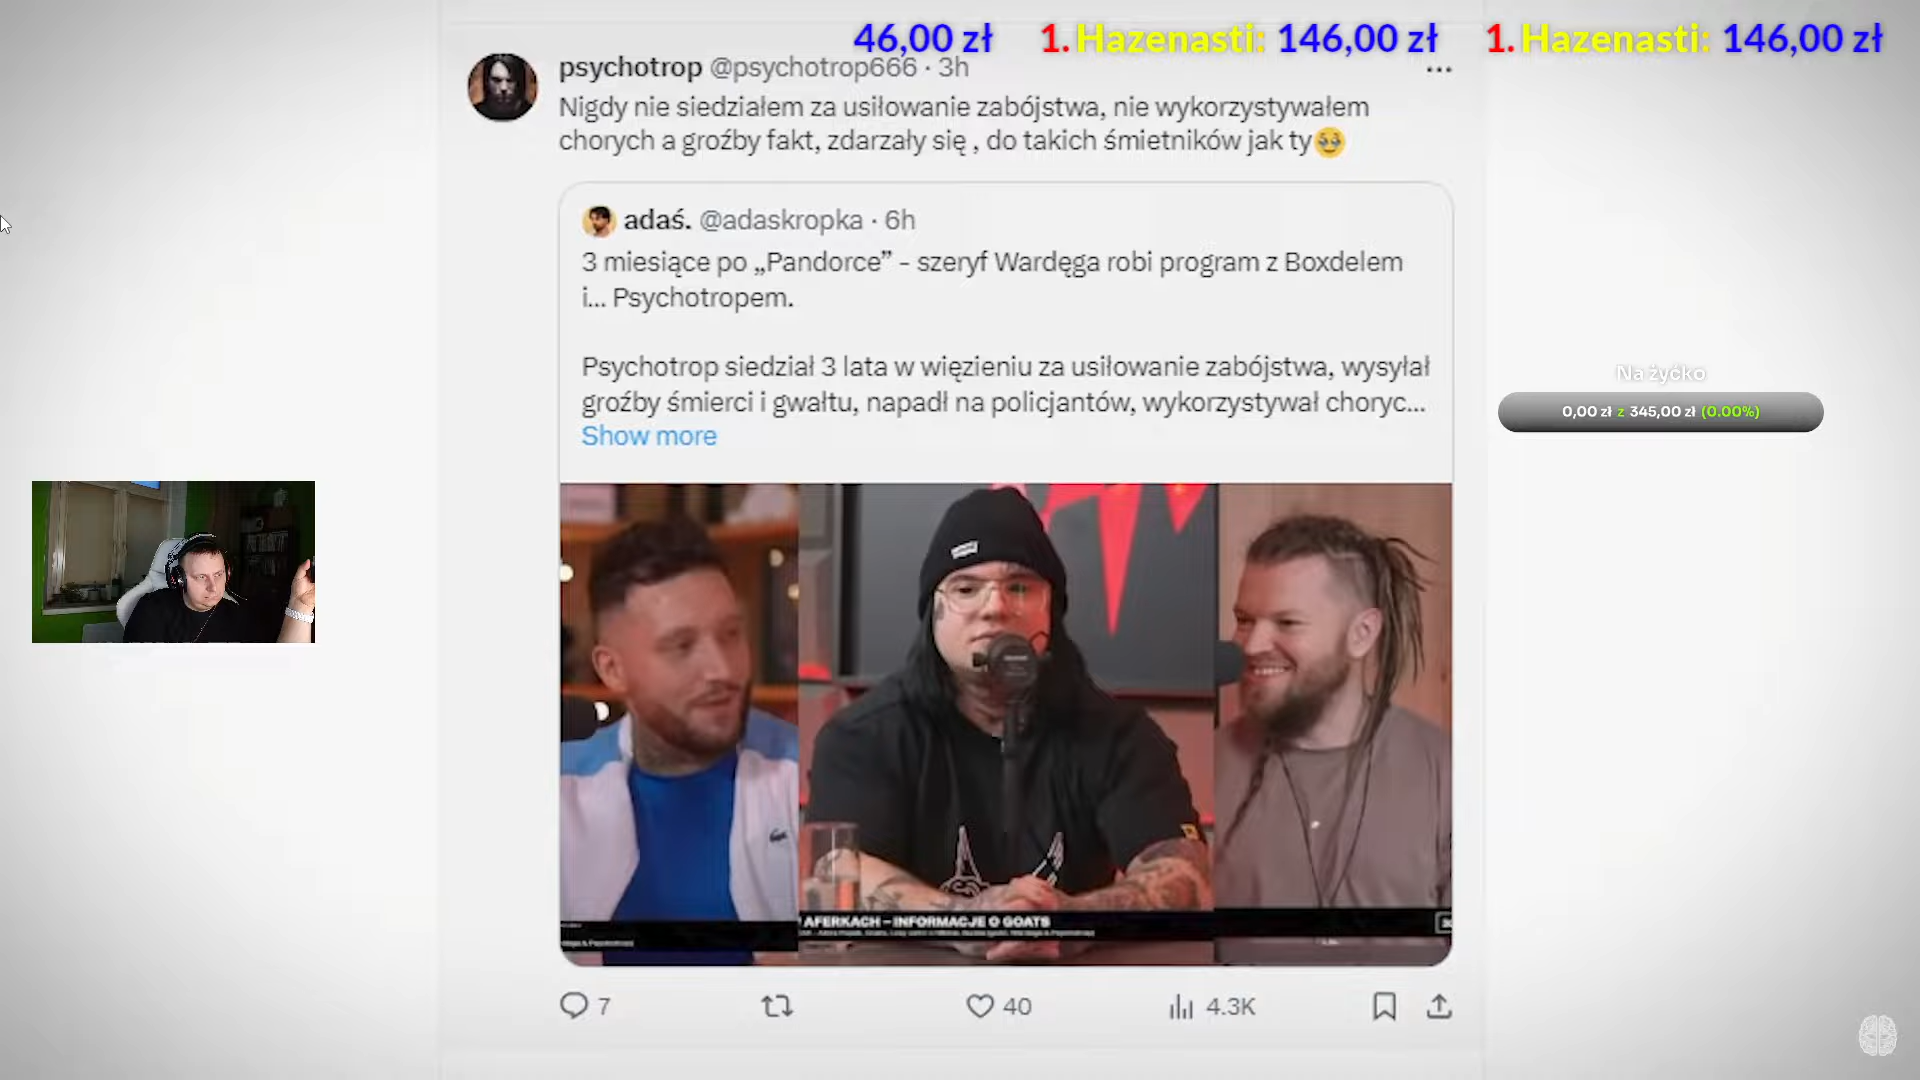 46,00 zł 1. Hazenasti: 146,00 zł 1. Hazenasti: 146,00 zł
psychotrop @psychotrop666 · 3h
Nigdy nie siedziałem za usiłowanie zabójstwa, nie wykorzystywałem
chorych a groźby fakt, zdarzały się , do takich śmietników jak ty🥹
adaś. @adaskropka · 6h
3 miesiące po „Pandorce” - szeryf Wardęga robi program z Boxdelem
i... Psychotropem.
Psychotrop siedział 3 lata w więzieniu za usiłowanie zabójstwa, wysyłał
groźby śmierci i gwałtu, napadł na policjantów, wykorzystywał choryc...
Show more
Na żyćko
0,00 zł z 345,00 zł (0.00%)
AFERKACH – INFORMACJE O GOATS
7 40 4.3K